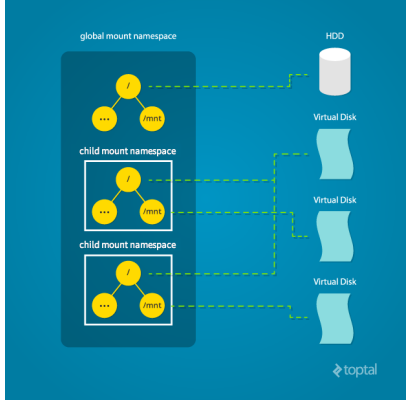 global mount namespace
HDD
/
... /mnt
Virtual Disk
child mount namespace
/
... /mnt
Virtual Disk
child mount namespace
/
... /mnt
Virtual Disk
toptal